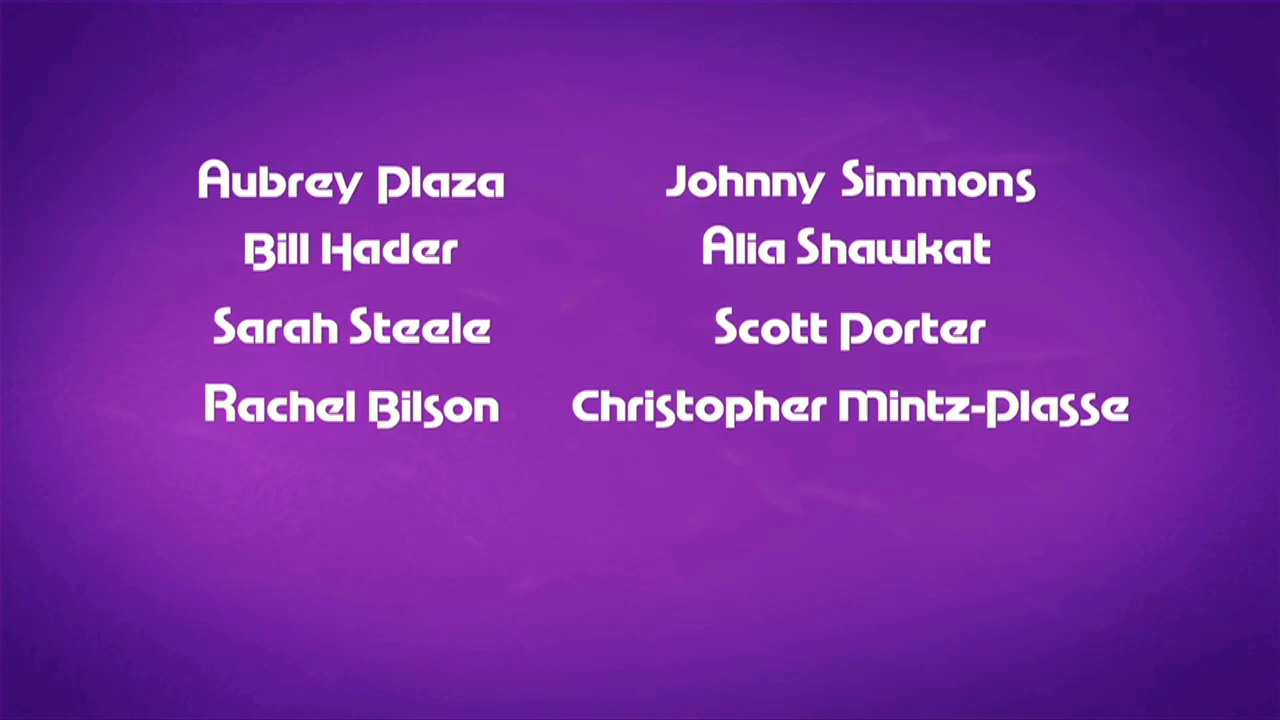 Aubrey Plaza Johnny Simmons
Bill Hader Alia Shawkat
Sarah Steele Scott Porter
Rachel Bilson Christopher Mintz-Plasse